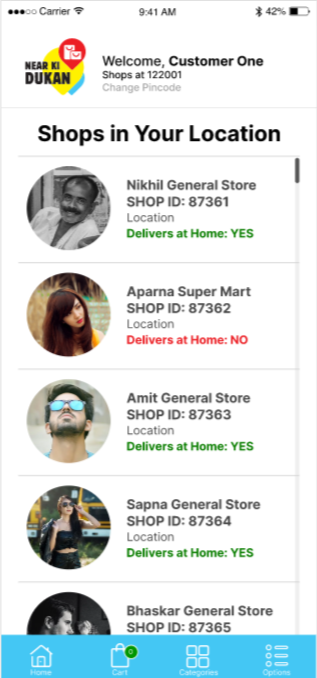 Carrier
9:41 AM
42%
NEAR KI
DUKAN
Welcome, Customer One
Shops at 122001
Change Pincode
Shops in Your Location
Nikhil General Store
SHOP ID: 87361
Location
Delivers at Home: YES
Aparna Super Mart
SHOP ID: 87362
Location
Delivers at Home: NO
Amit General Store
SHOP ID: 87363
Location
Delivers at Home: YES
Sapna General Store
SHOP ID: 87364
Location
Delivers at Home: YES
Bhaskar General Store
SHOP ID: 87365
0
Home
Cart
Categories
Options